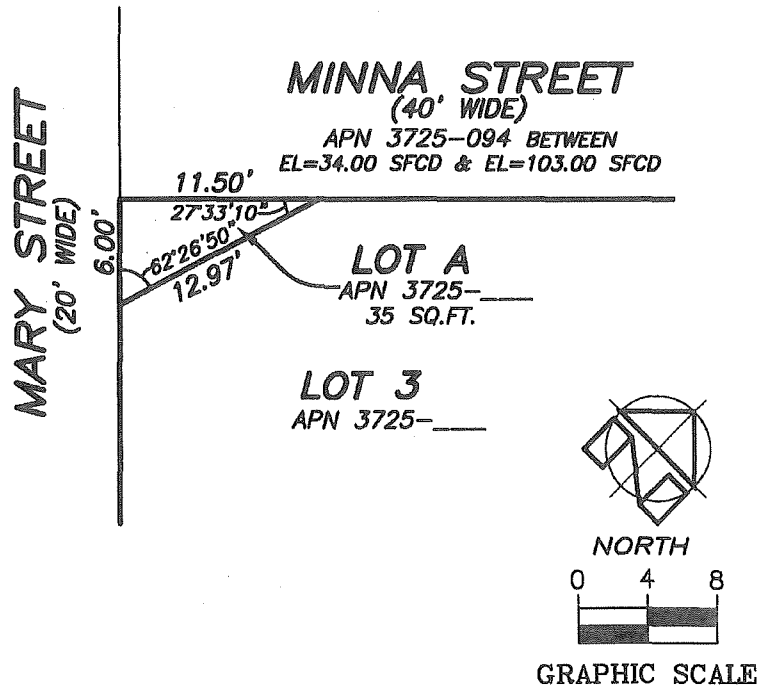 MINNA STREET
(40' WIDE)
APN 3725-094 BETWEEN
EL=34.00 SFCD & EL=103.00 SFCD
MARY STREET
(20' WIDE)
11.50'
6.00'
27°33'10"
62°26'50"
12.97'
LOT A
APN 3725-____
35 SQ.FT.
LOT 3
APN 3725-____
NORTH
0 4 8
GRAPHIC SCALE